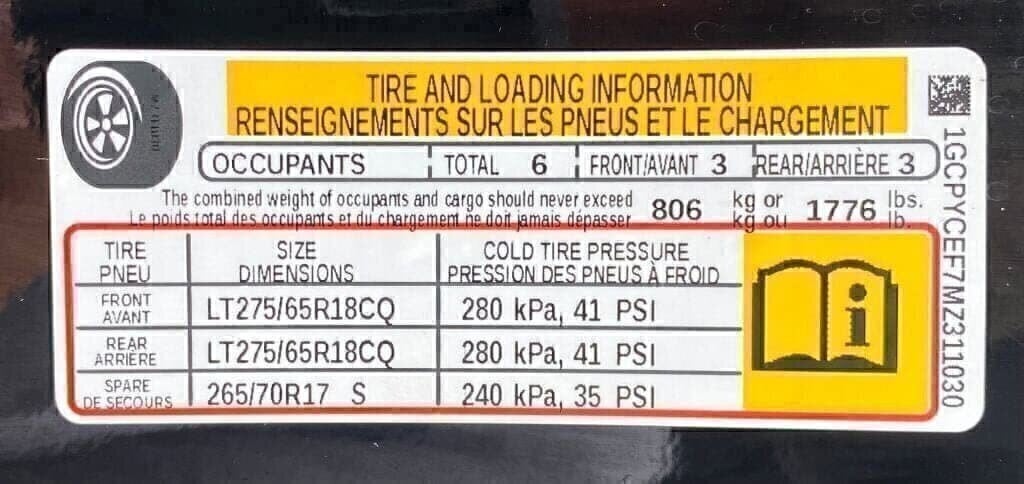 TIRE AND LOADING INFORMATION
RENSEIGNEMENTS SUR LES PNEUS ET LE CHARGEMENT
OCCUPANTS TOTAL 6 FRONT/AVANT 3 REAR/ARRIÈRE 3
The combined weight of occupants and cargo should never exceed 806 kg or 1776 lbs.
Le poids total des occupants et du chargement ne doit jamais dépasser kg ou lb.
TIRE SIZE COLD TIRE PRESSURE
PNEU DIMENSIONS PRESSION DES PNEUS À FROID
FRONT
AVANT LT275/65R18CQ 280 kPa, 41 PSI
REAR
ARRIÈRE LT275/65R18CQ 280 kPa, 41 PSI
SPARE
DE SECOURS 265/70R17 S 240 kPa, 35 PSI
i
1GCPYCEF7MZ311030